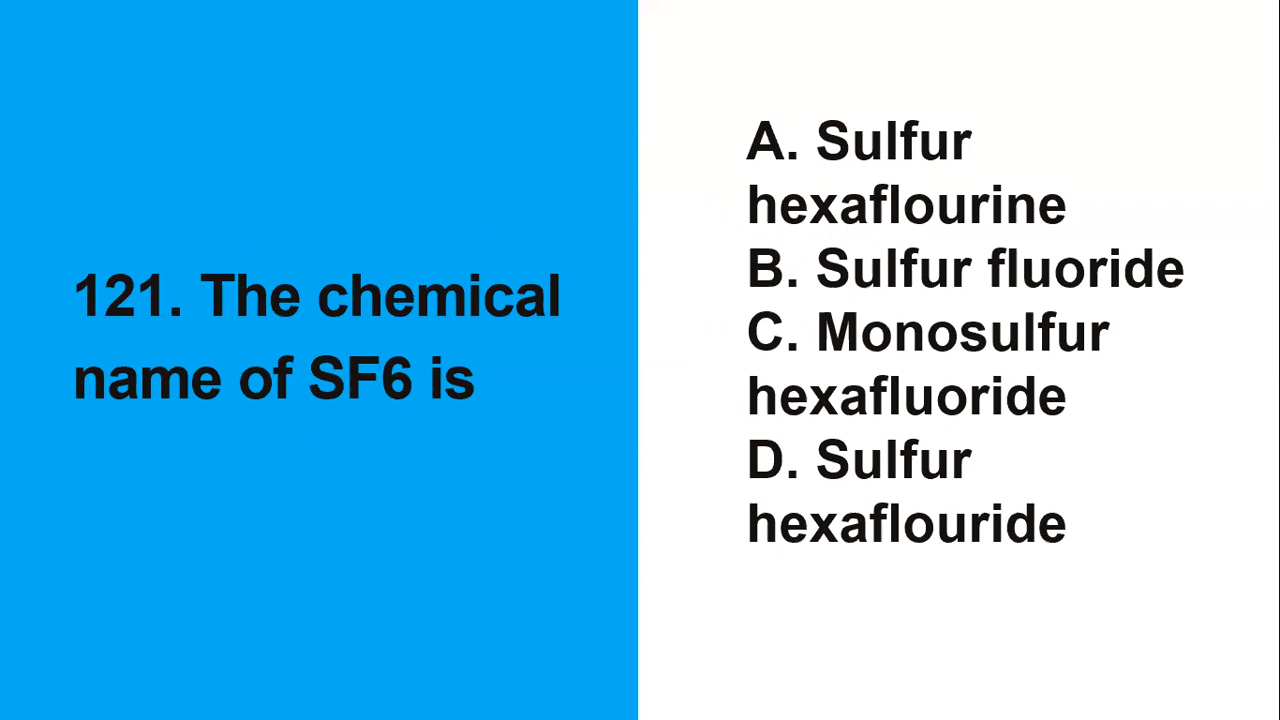 121. The chemical
name of SF6 is
A. Sulfur
hexaflourine
B. Sulfur fluoride
C. Monosulfur
hexafluoride
D. Sulfur
hexaflouride